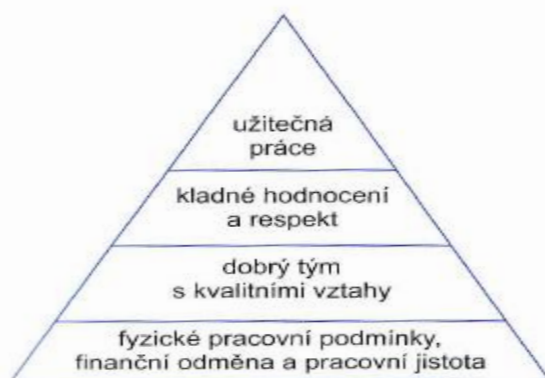 užitečná
práce
kladné hodnocení
a respekt
dobrý tým
s kvalitními vztahy
fyzické pracovní podmínky,
finanční odměna a pracovní jistota